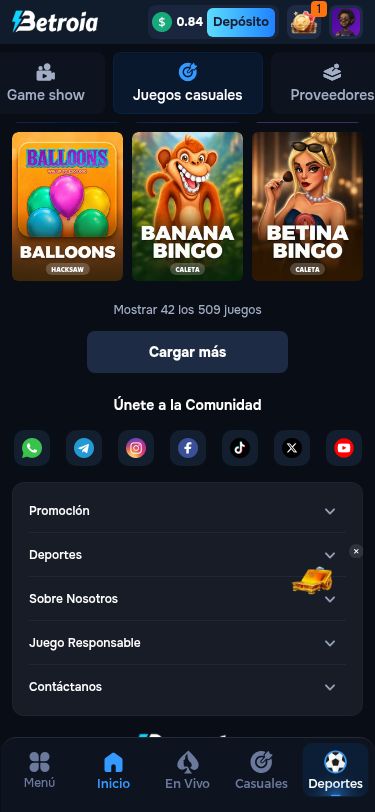 Betroia
$ 0.84 Depósito
1
Game show
Juegos casuales
Proveedores
BALLOONS
BALLOONS
HACKSAW
BANANA
BINGO
CALETA
BETINA
BINGO
CALETA
Mostrar 42 los 509 juegos
Cargar más
Únete a la Comunidad
Promoción
Deportes
Sobre Nosotros
Juego Responsable
Contáctanos
Menú
Inicio
En Vivo
Casuales
Deportes